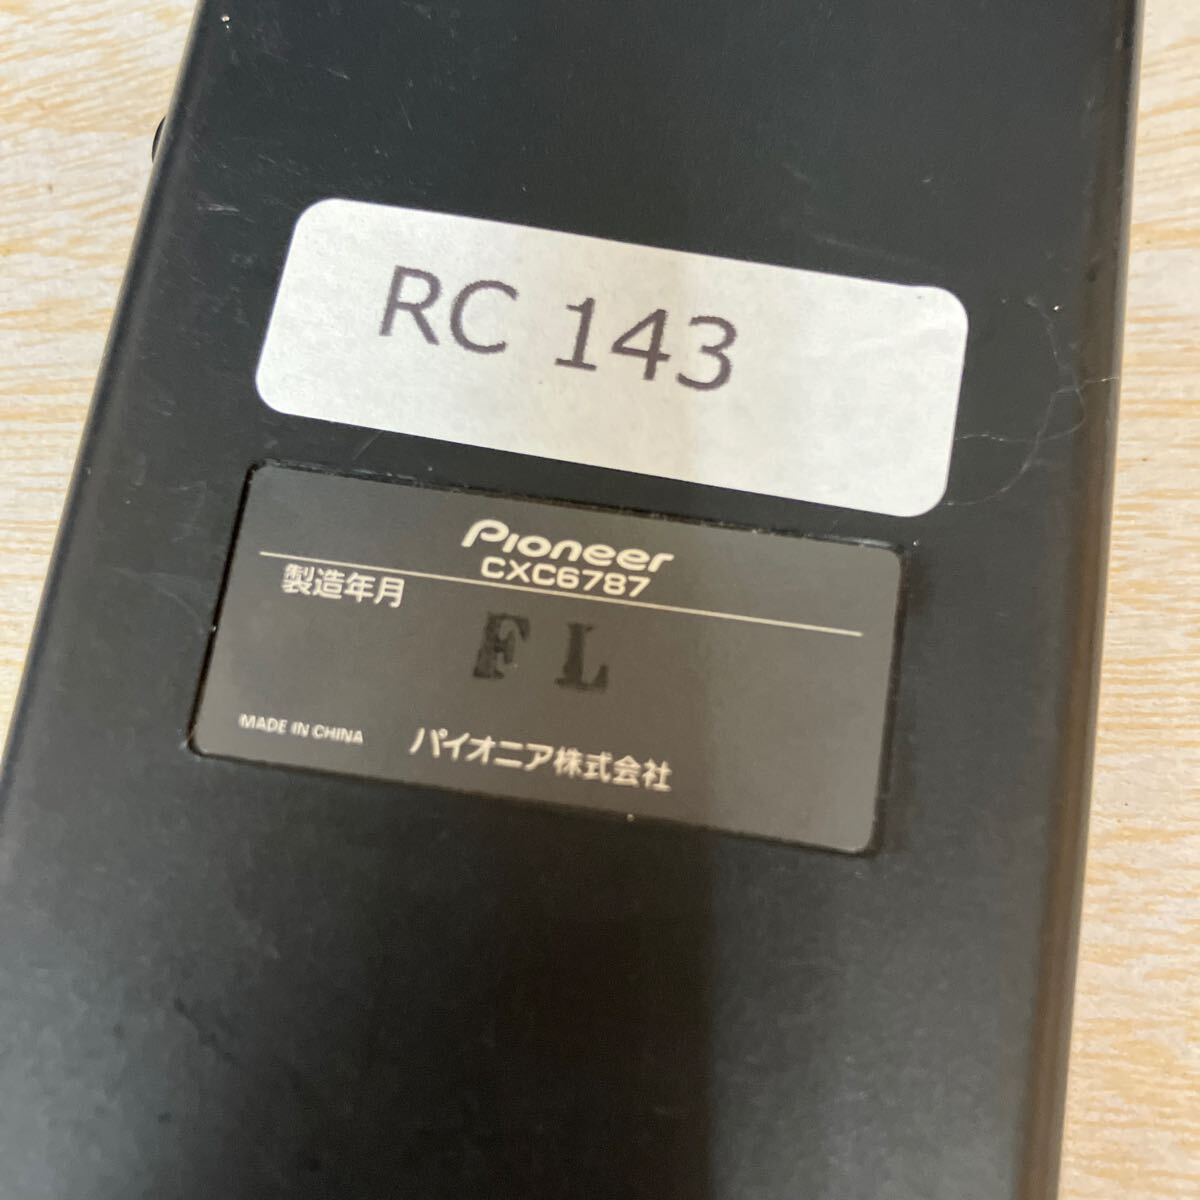 RC 143
Pioneer
CXC6787
製造年月
F L
MADE IN CHINA
パイオニア株式会社